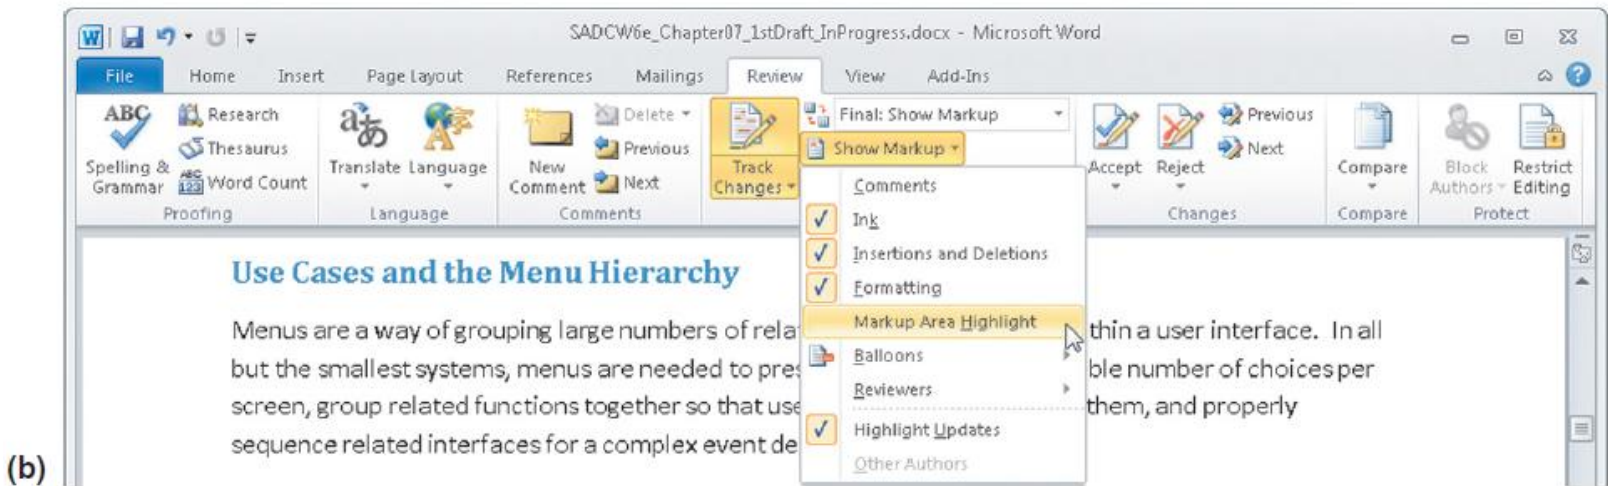 SADCW6e_Chapter07_1stDraft_InProgress.docx - Microsoft Word
File Home Insert Page Layout References Mailings Review View Add-Ins
ABC
Spelling & Grammar
Research
Thesaurus
ABC 123 Word Count
Proofing
Translate
Language
Language
New Comment
Delete
Previous
Next
Comments
Track Changes
Final: Show Markup
Show Markup
Comments
Ink
Insertions and Deletions
Formatting
Markup Area Highlight
Balloons
Reviewers
Highlight Updates
Other Authors
Accept
Reject
Previous
Next
Changes
Compare
Compare
Block Authors
Restrict Editing
Protect
Use Cases and the Menu Hierarchy
Menus are a way of grouping large numbers of rela thin a user interface. In all
but the smallest systems, menus are needed to pres ble number of choices per
screen, group related functions together so that use them, and properly
sequence related interfaces for a complex event de
(b)